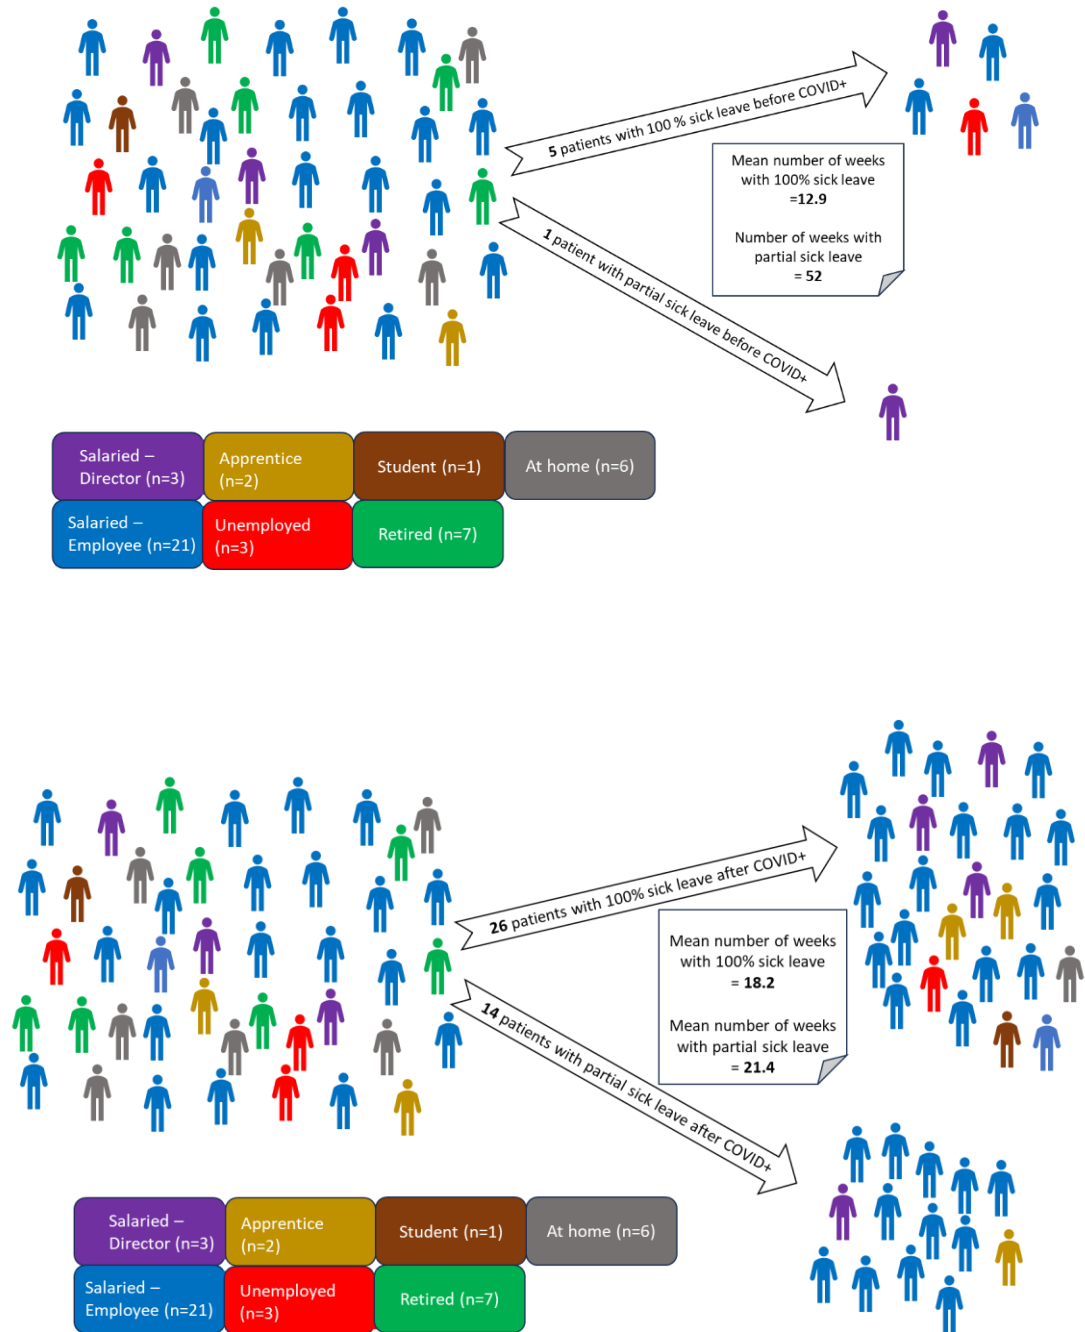 5 patients with 100 % sick leave before COVID+
Mean number of weeks
with 100% sick leave
=12.9
Number of weeks with
partial sick leave
= 52
1 patient with partial sick leave before COVID+
Salaried –
Director (n=3)
Apprentice
(n=2)
Student (n=1)
At home (n=6)
Salaried –
Employee (n=21)
Unemployed
(n=3)
Retired (n=7)
26 patients with 100% sick leave after COVID+
Mean number of weeks
with 100% sick leave
= 18.2
Mean number of weeks
with partial sick leave
= 21.4
14 patients with partial sick leave after COVID+
Salaried –
Director (n=3)
Apprentice
(n=2)
Student (n=1)
At home (n=6)
Salaried –
Employee (n=21)
Unemployed
(n=3)
Retired (n=7)